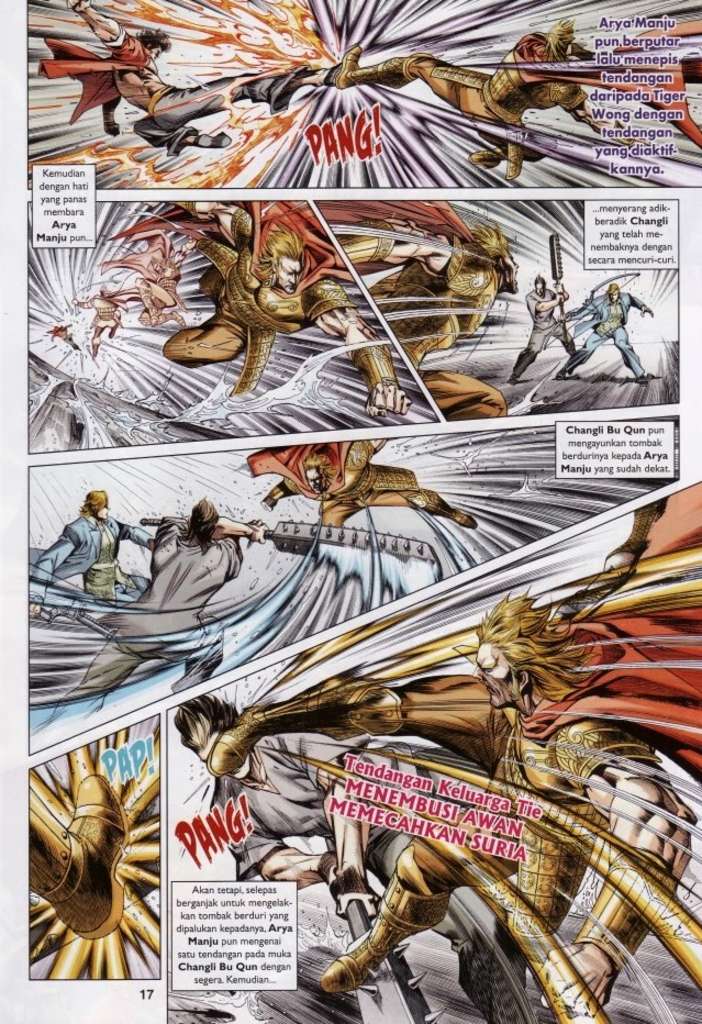 Arya Manju
pun berputar
lalu menepis
tendangan
daripada Tiger
Wong dengan
tendangan
yang diaktif-
kannya.
PANG!
Kemudian
dengan hati
yang panas
membara
Arya
Manju pun...
...menyerang adik-
beradik Changli
yang telah me-
nembaknya dengan
secara mencuri-curi.
Changli Bu Qun pun
mengayunkan tombak
berdurinya kepada Arya
Manju yang sudah dekat.
PAP!
PANG!
Tendangan Keluarga Tie
MENEMBUSI AWAN
MEMECAHKAN SURIA
Akan tetapi, selepas
berganjak untuk mengelak-
kan tombak berduri yang
dipalukan kepadanya, Arya
Manju pun mengenai
satu tendangan pada muka
Changli Bu Qun dengan
segera. Kemudian...
17